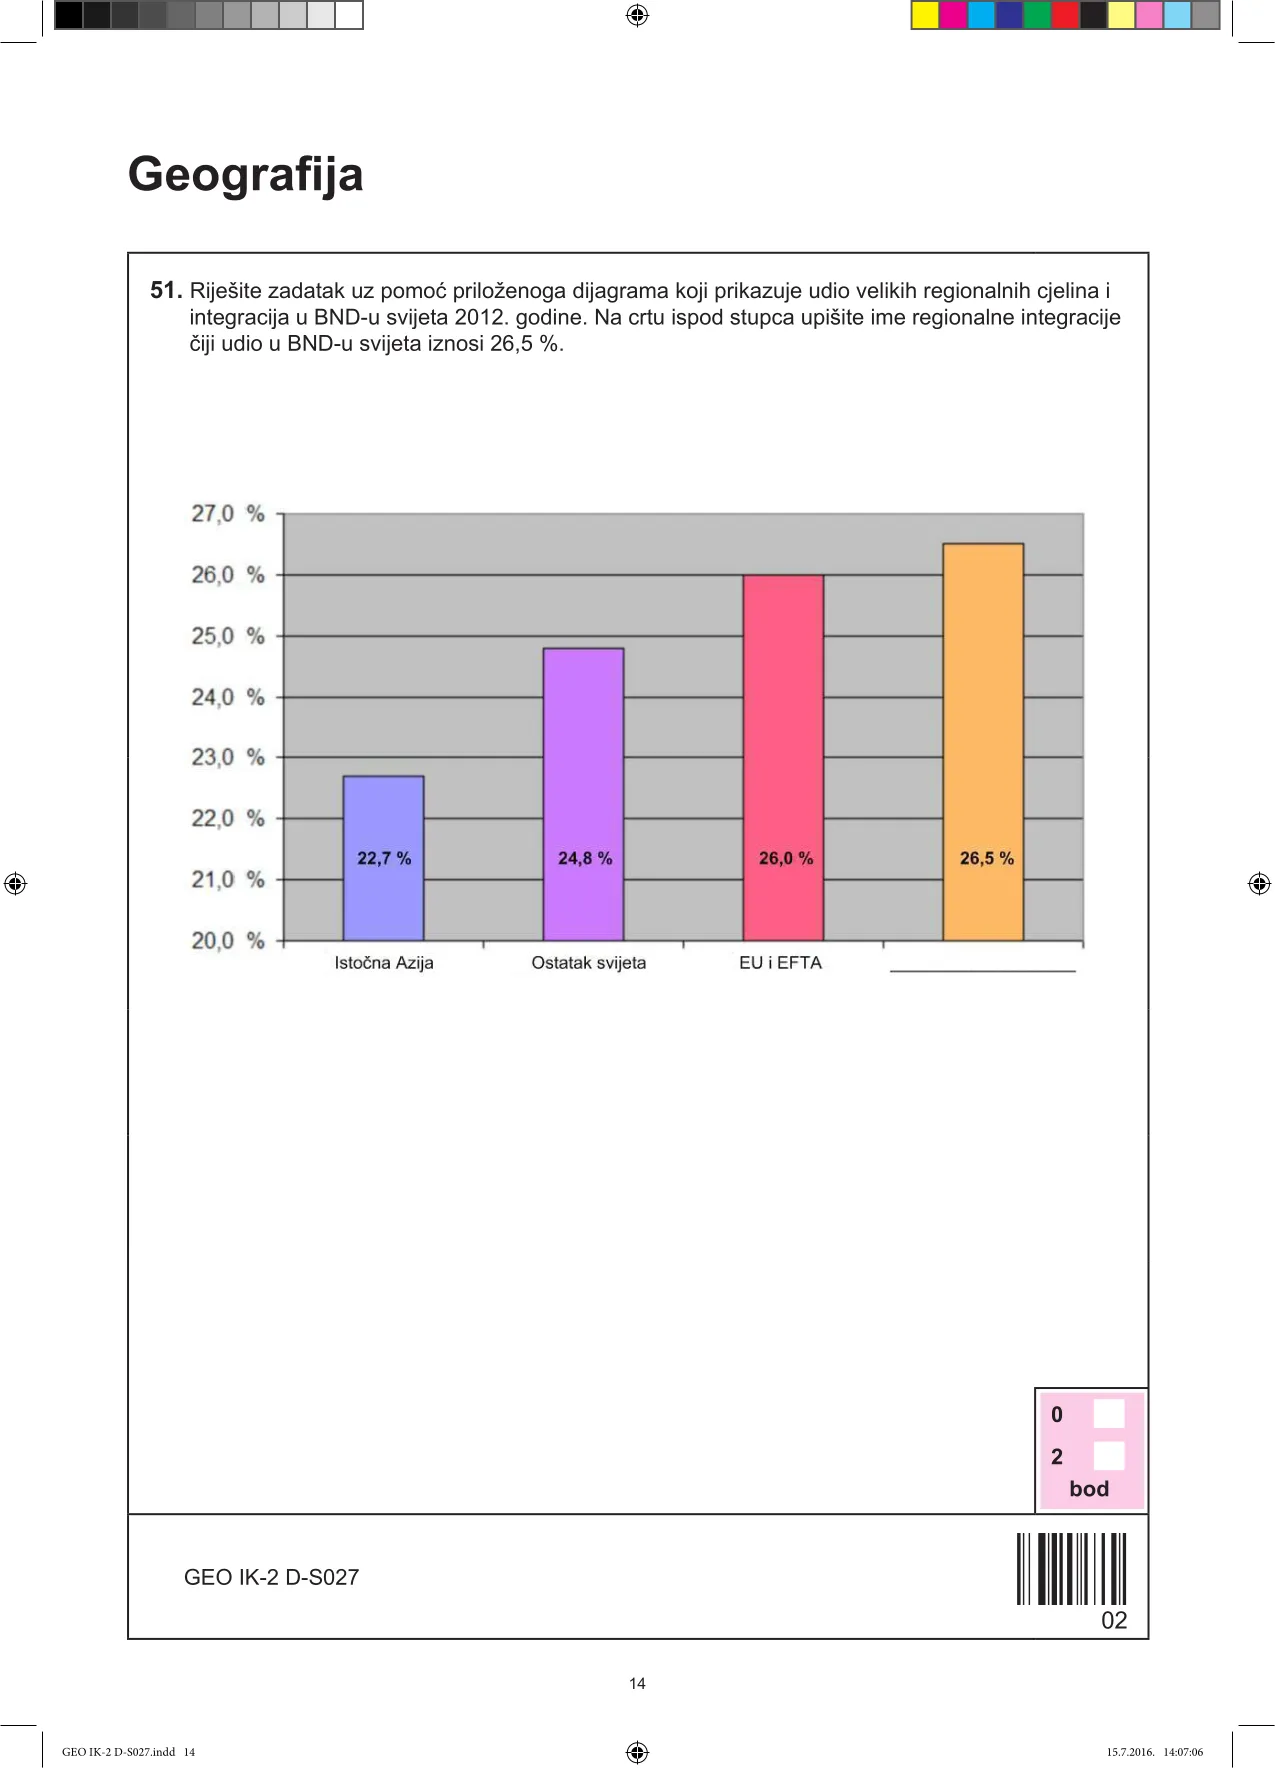 Geografija
51. Riješite zadatak uz pomoć priloženoga dijagrama koji prikazuje udio velikih regionalnih cjelina i
integracija u BND-u svijeta 2012. godine. Na crtu ispod stupca upišite ime regionalne integracije
čiji udio u BND-u svijeta iznosi 26,5 %.
27,0 %
26,0 %
25,0 %
24,0 %
23,0 %
22,0 %
21,0 %
20,0 %
22,7 %
24,8 %
26,0 %
26,5 %
Istočna Azija
Ostatak svijeta
EU i EFTA
0
2
bod
GEO IK-2 D-S027
02
14
GEO IK-2 D-S027.indd 14
15.7.2016. 14:07:06